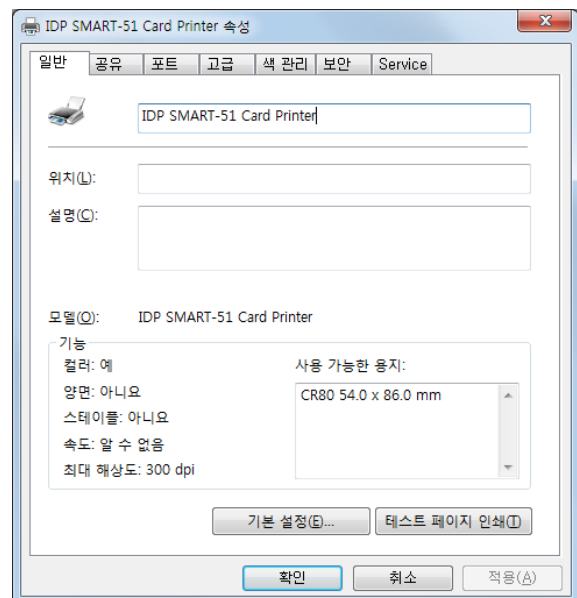 IDP SMART-51 Card Printer 속성
일반 공유 포트 고급 색 관리 보안 Service
IDP SMART-51 Card Printer
위치(L):
설명(C):
모델(O): IDP SMART-51 Card Printer
기능
컬러: 예 사용 가능한 용지:
양면: 아니요 CR80 54.0 x 86.0 mm
스테이플: 아니요
속도: 알 수 없음
최대 해상도: 300 dpi
기본 설정(E)... 테스트 페이지 인쇄(T)
확인 취소 적용(A)